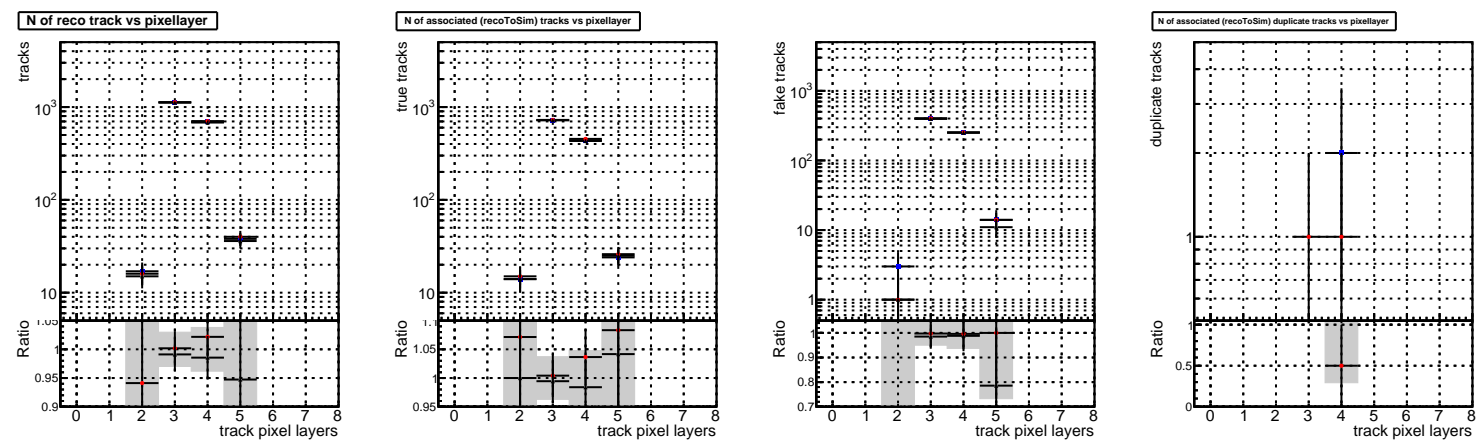 N of reco track vs pixellayer
tracks
10³
10²
10
Ratio
1.05
1
0.95
0.9
0 1 2 3 4 5 6 7 8
track pixel layers
N of associated (recoToSim) tracks vs pixellayer
true tracks
10³
10²
10
Ratio
1.1
1.05
1
0.95
0 1 2 3 4 5 6 7 8
track pixel layers
fake tracks
10³
10²
10
1
Ratio
1
0.9
0.8
0.7
0 1 2 3 4 5 6 7 8
track pixel layers
N of associated (recoToSim) duplicate tracks vs pixellayer
duplicate tracks
1
Ratio
1
0.5
0
0 1 2 3 4 5 6 7 8
track pixel layers